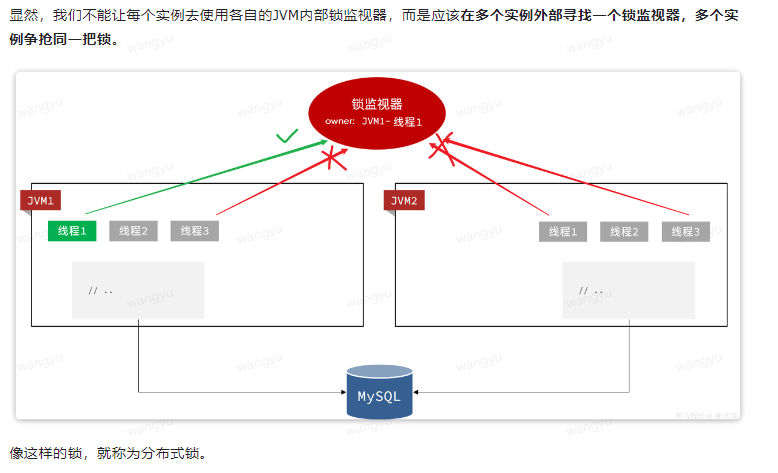 显然，我们不能让每个实例去使用各自的JVM内部锁监视器，而是应该在多个实例外部寻找一个锁监视器，多个实
例争抢同一把锁。
锁监视器
owner: JVM1-线程1
JVM1
线程1 线程2 线程3
// ..
JVM2
线程1 线程2 线程3
// ..
MySQL
像这样的锁，就称为分布式锁。
wangyu